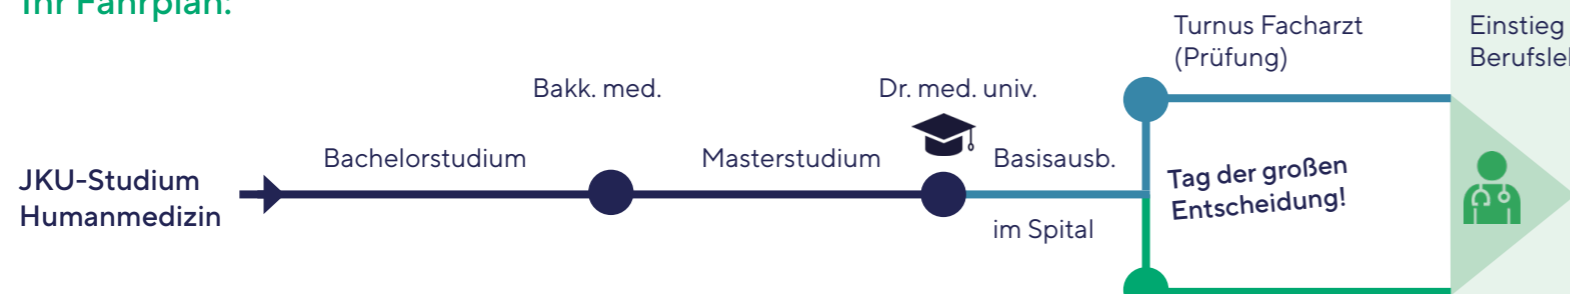 Ihr Fahrplan:
Turnus Facharzt
(Prüfung)
Einstieg
Bakk. med.
Dr. med. univ.
Bachelorstudium
Masterstudium
Basisausb.
im Spital
JKU-Studium
Humanmedizin
Tag der großen
Entscheidung!